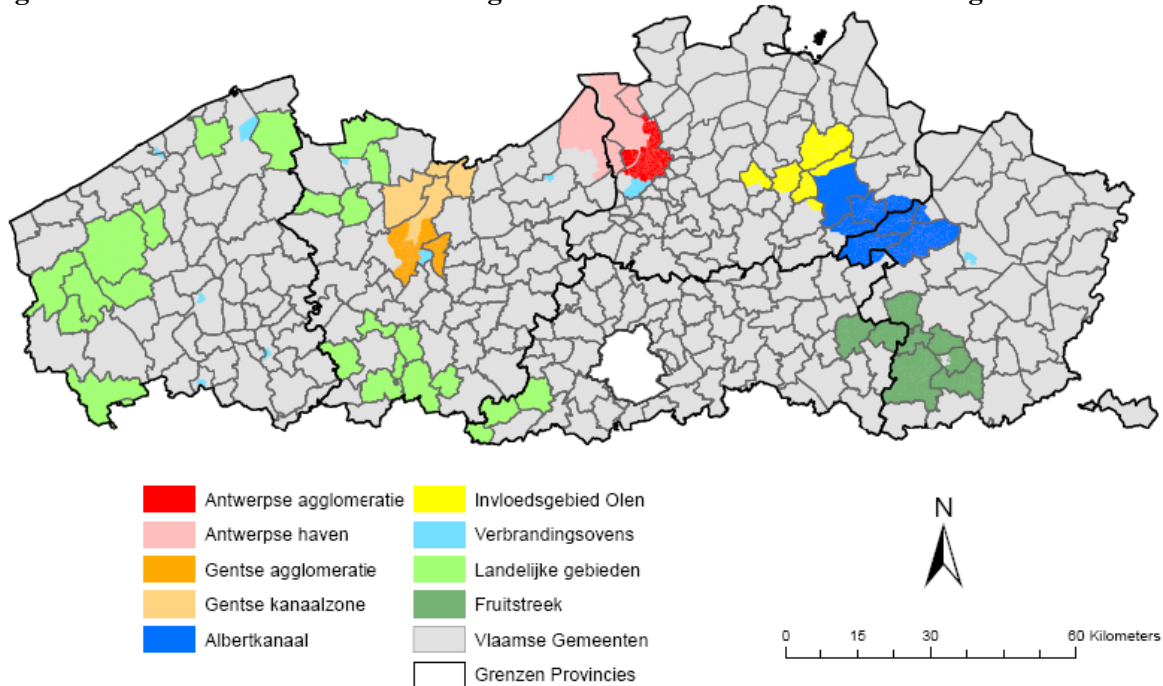 Antwerpse agglomeratie
Antwerpse haven
Gentse agglomeratie
Gentse kanaalzone
Albertkanaal
Invloedsgebied Olen
Verbrandingsovens
Landelijke gebieden
Fruitstreek
Vlaamse Gemeenten
Grenzen Provincies
N
0 15 30 60 Kilometers